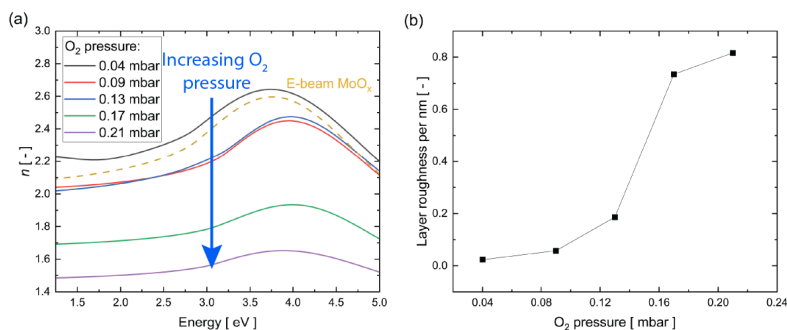 (a)
3.0
2.8
2.6
2.4
2.2
2.0
1.8
1.6
1.4
n [ - ]
O2 pressure:
0.04 mbar
0.09 mbar
0.13 mbar
0.17 mbar
0.21 mbar
Increasing O2
pressure
E-beam MoOx
1.5 2.0 2.5 3.0 3.5 4.0 4.5 5.0
Energy [ eV ]
(b)
0.8
0.6
0.4
0.2
0.0
Layer roughness per nm [ - ]
0.04 0.08 0.12 0.16 0.20 0.24
O2 pressure [ mbar ]